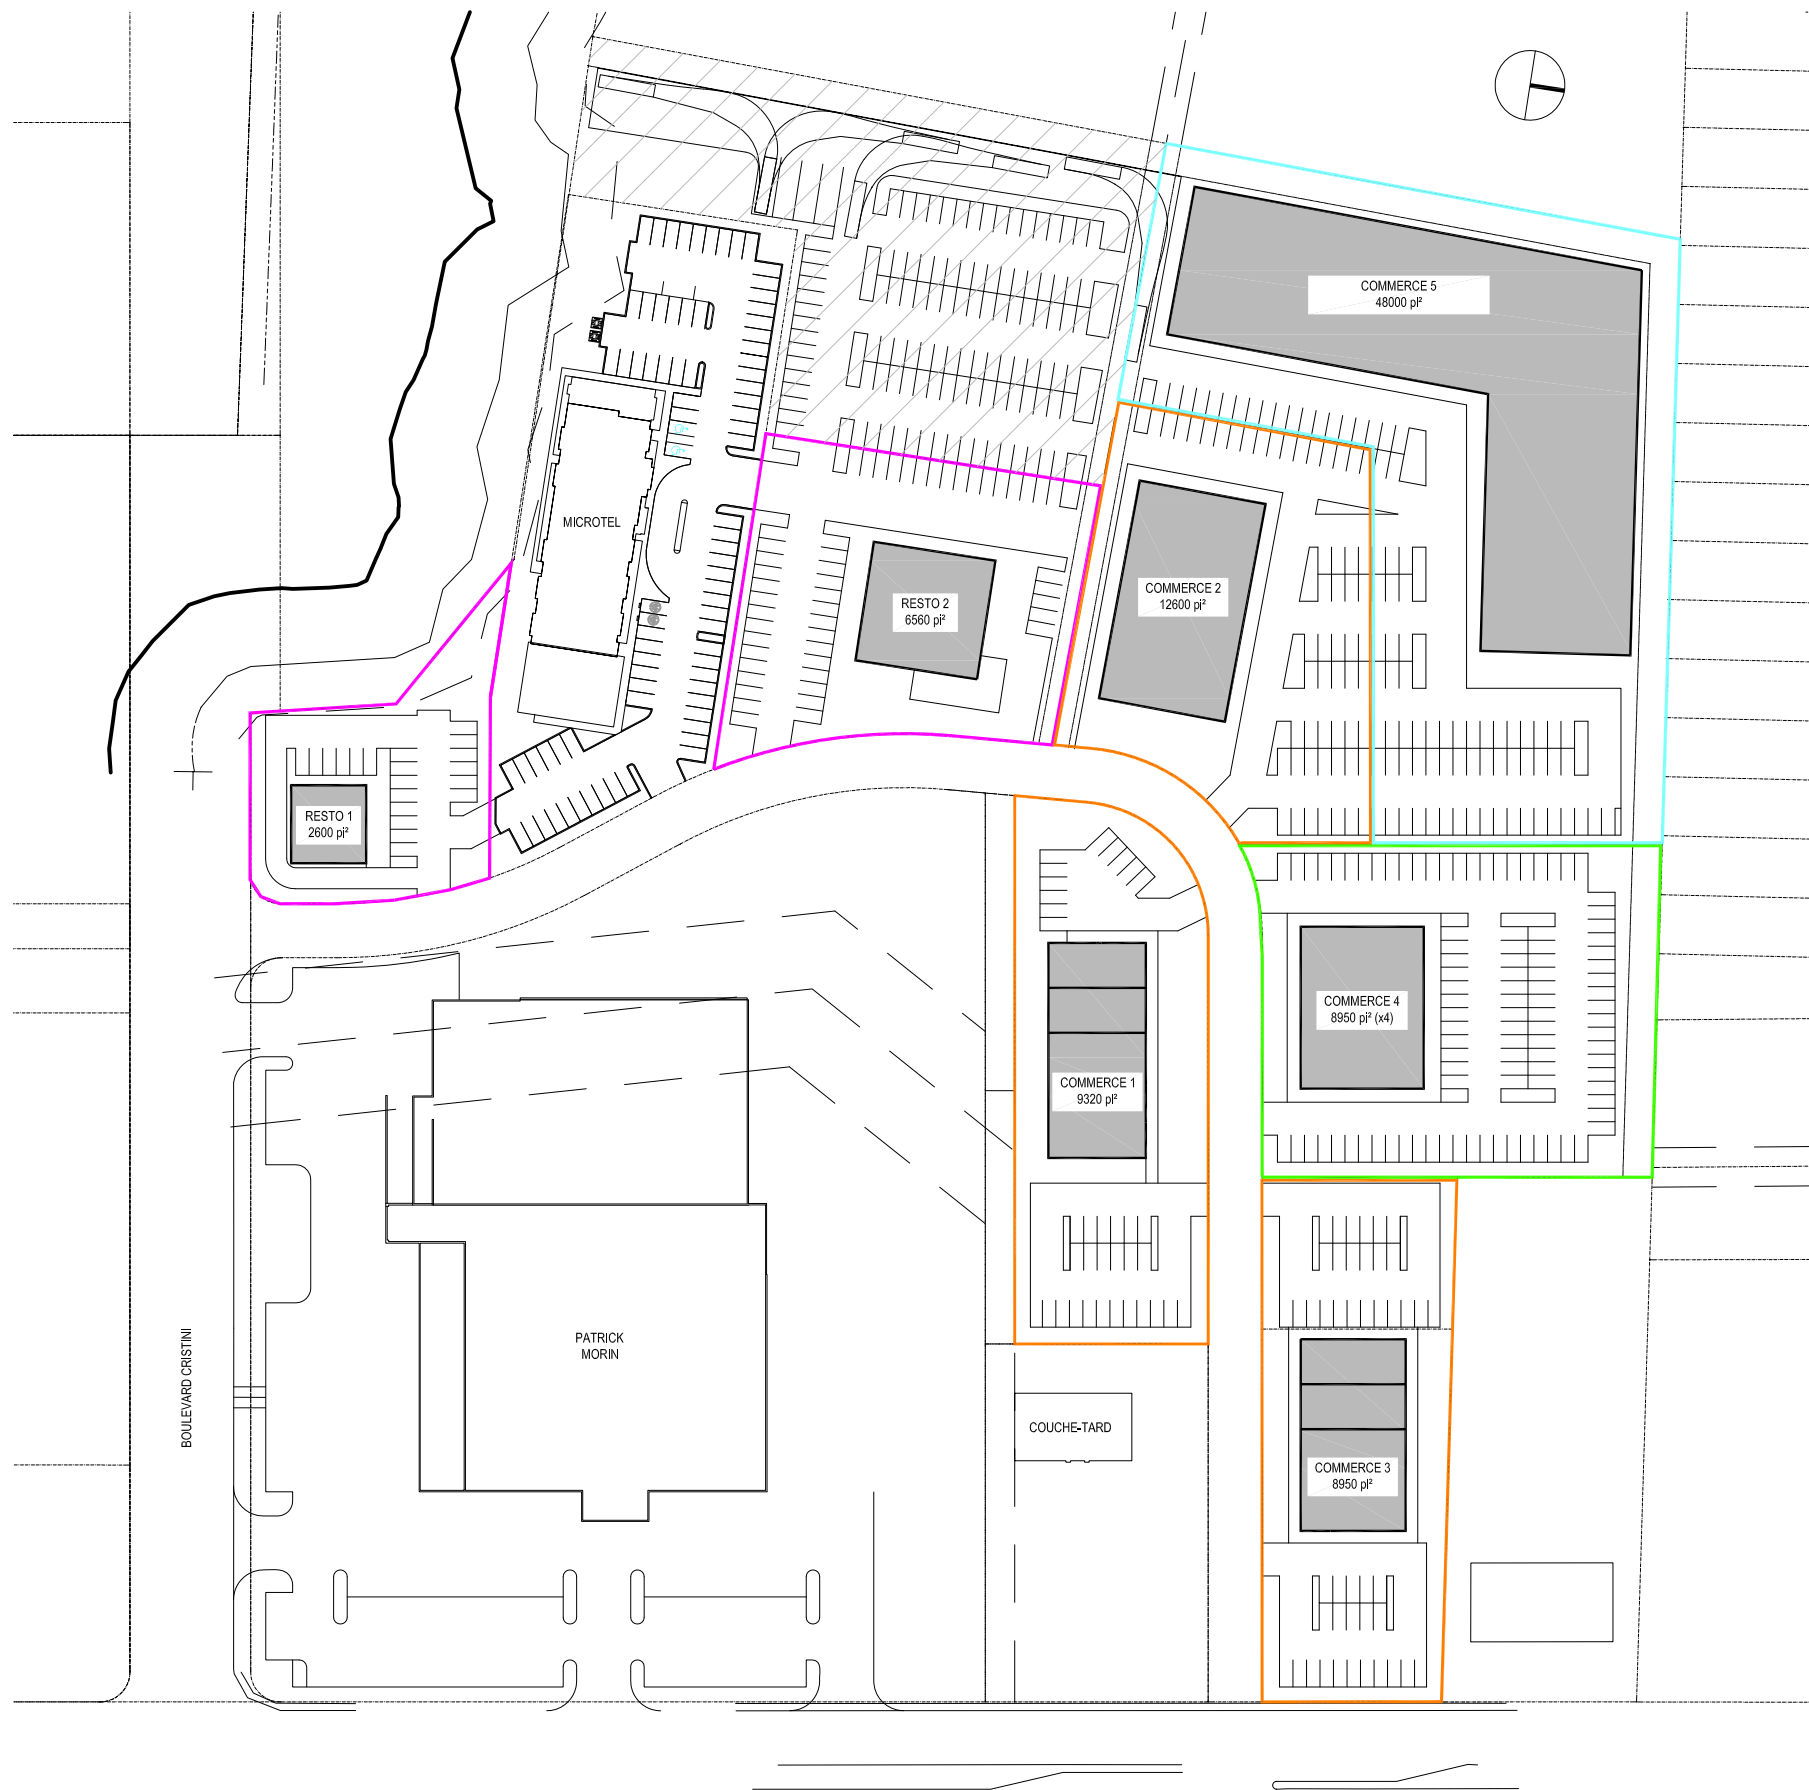 COMMERCE 5
48000 pi²
MICROTEL
COMMERCE 2
12600 pi²
RESTO 2
6560 pi²
RESTO 1
2600 pi²
COMMERCE 4
8950 pi² (x4)
COMMERCE 1
9320 pi²
PATRICK
MORIN
BOULEVARD CRISTINI
COUCHE-TARD
COMMERCE 3
8950 pi²